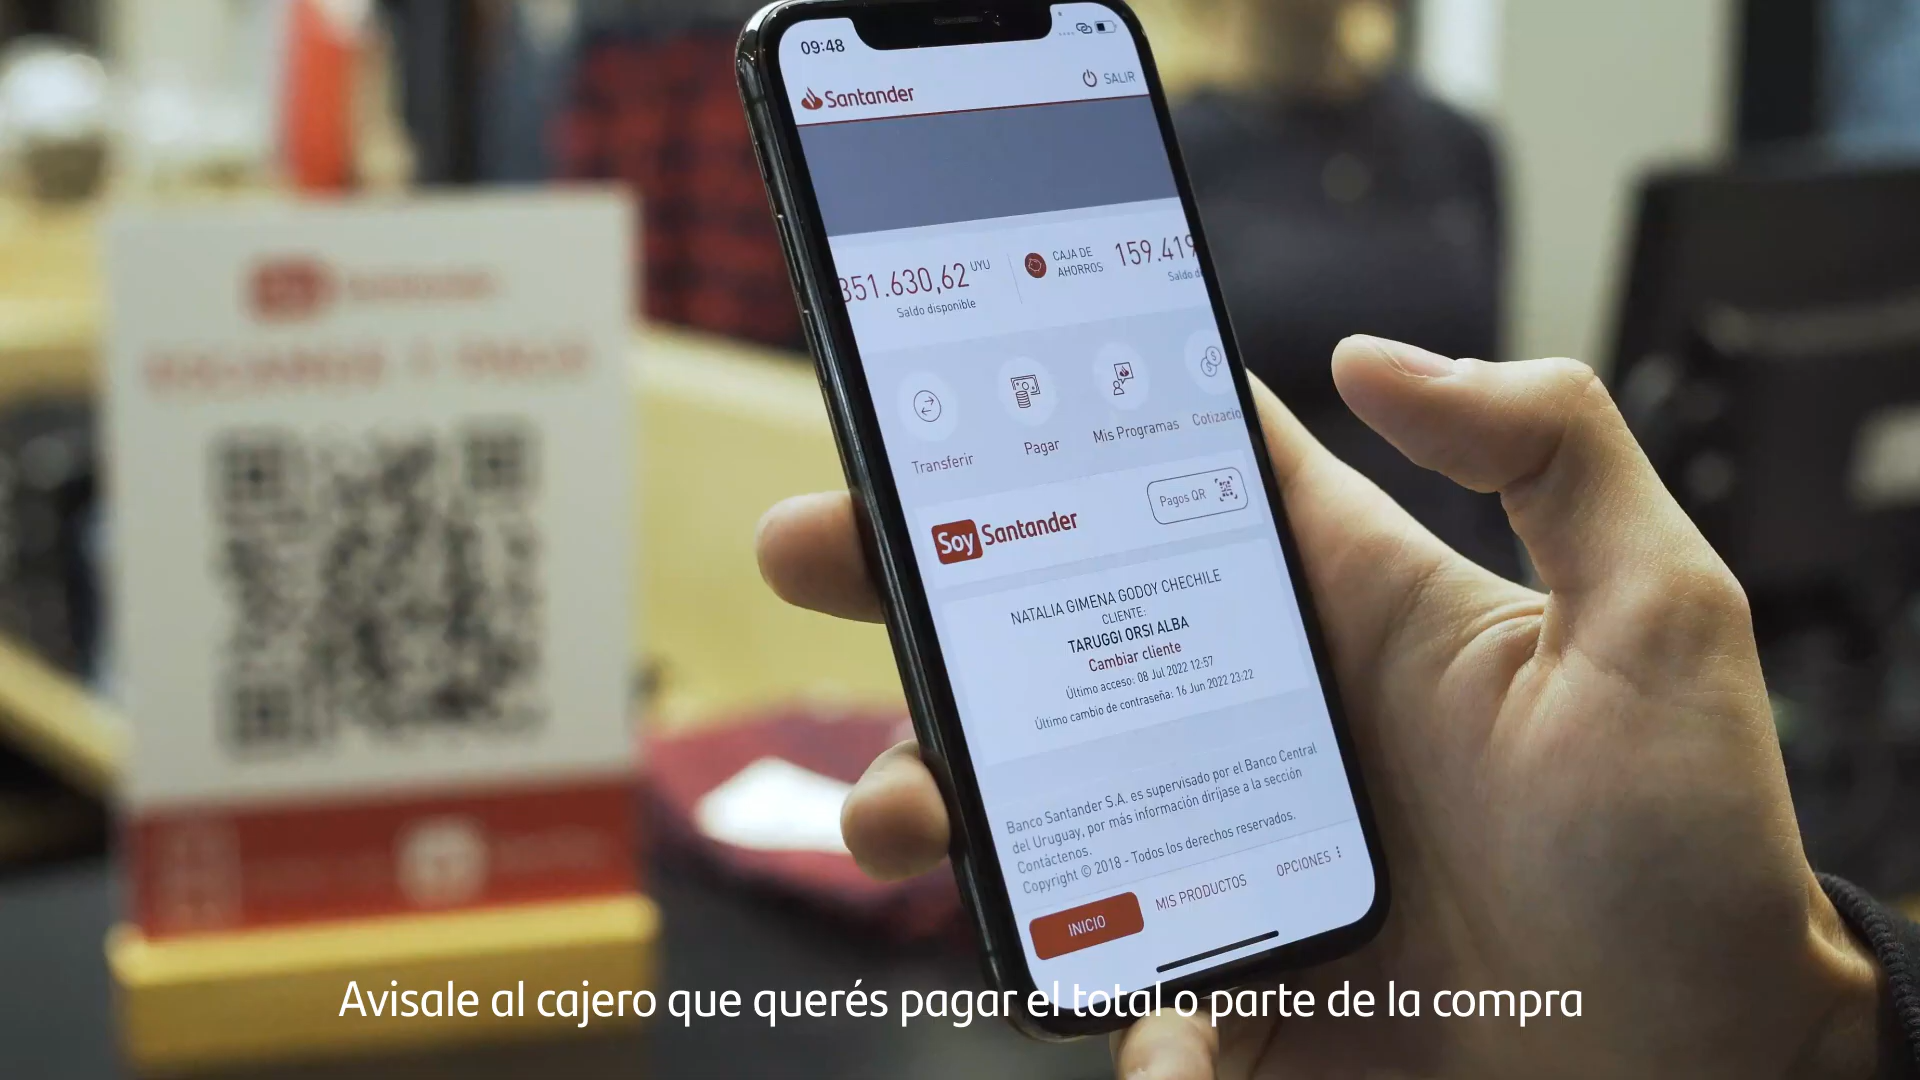 09:48
Santander
SALIR
351.630,62 UYU
Saldo disponible
CAJA DE
AHORROS
159.419
Saldo
Transferir
Pagar
Mis Programas
Cotizacio
Soy Santander
Pagos QR
NATALIA GIMENA GODOY CHECHILE
CLIENTE:
TARUGGI ORSI ALBA
Cambiar cliente
Último acceso: 08 Jul 2022 12:57
Último cambio de contraseña: 16 Jun 2022 23:22
Banco Santander S.A. es supervisado por el Banco Central
del Uruguay, por más información diríjase a la sección
Contáctenos.
Copyright © 2018 - Todos los derechos reservados.
INICIO
MIS PRODUCTOS
OPCIONES
Avisale al cajero que querés pagar el total o parte de la compra